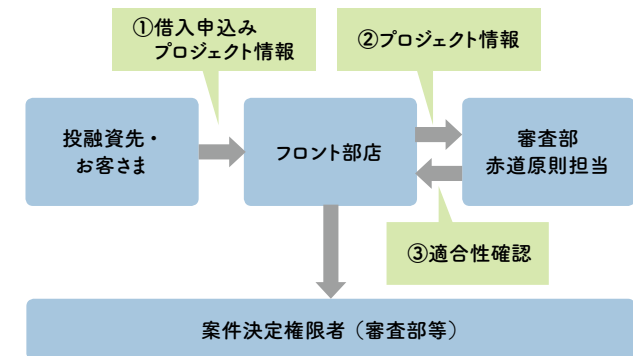 ①借入申込み
プロジェクト情報
②プロジェクト情報
投融資先・
お客さま
フロント部店
審査部
赤道原則担当
③適合性確認
案件決定権限者（審査部等）